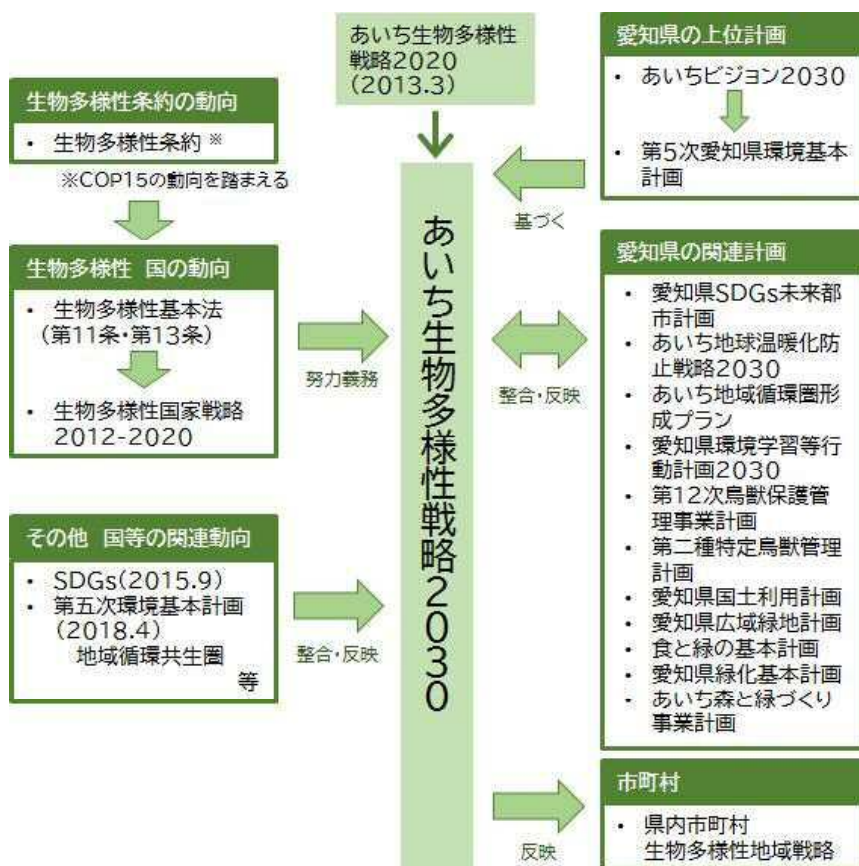 あいち生物多様性
戦略2020
(2013.3)
生物多様性条約の動向
• 生物多様性条約 ※
※COP15の動向を踏まえる
生物多様性 国の動向
• 生物多様性基本法
(第11条・第13条)
• 生物多様性国家戦略
2012-2020
努力義務
その他 国等の関連動向
• SDGs(2015.9)
• 第五次環境基本計画
(2018.4)
地域循環共生圏
等
整合・反映
あいち生物多様性戦略2030
愛知県の上位計画
• あいちビジョン2030
• 第5次愛知県環境基本
計画
基づく
愛知県の関連計画
• 愛知県SDGs未来都
市計画
• あいち地球温暖化防
止戦略2030
• あいち地域循環圏形
成プラン
• 愛知県環境学習等行
動計画2030
• 第12次鳥獣保護管
理事業計画
• 第二種特定鳥獣管理
計画
• 愛知県国土利用計画
• 愛知県広域緑地計画
• 食と緑の基本計画
• 愛知県緑化基本計画
• あいち森と緑づくり
事業計画
整合・反映
市町村
• 県内市町村
生物多様性地域戦略
反映